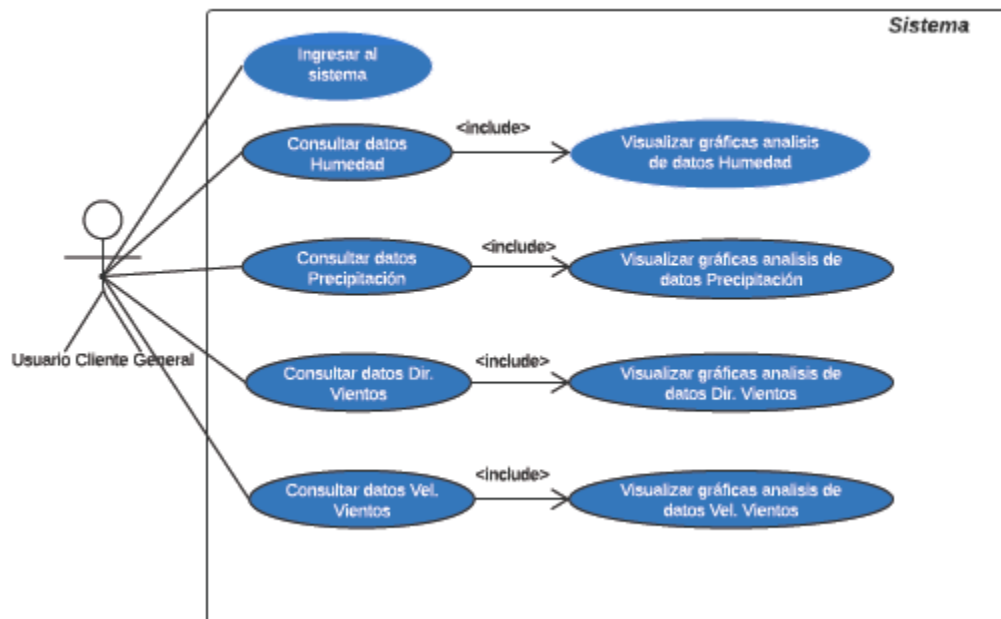 Sistema
Ingresar al
sistema
Consultar datos
Humedad
<include>
Visualizar gráficas analisis
de datos Humedad
Consultar datos
Precipitación
<include>
Visualizar gráficas analisis de
datos Precipitación
Usuario Cliente General
Consultar datos Dir.
Vientos
<include>
Visualizar gráficas analisis de
datos Dir. Vientos
Consultar datos Vel.
Vientos
<include>
Visualizar gráficas analisis de
datos Vel. Vientos